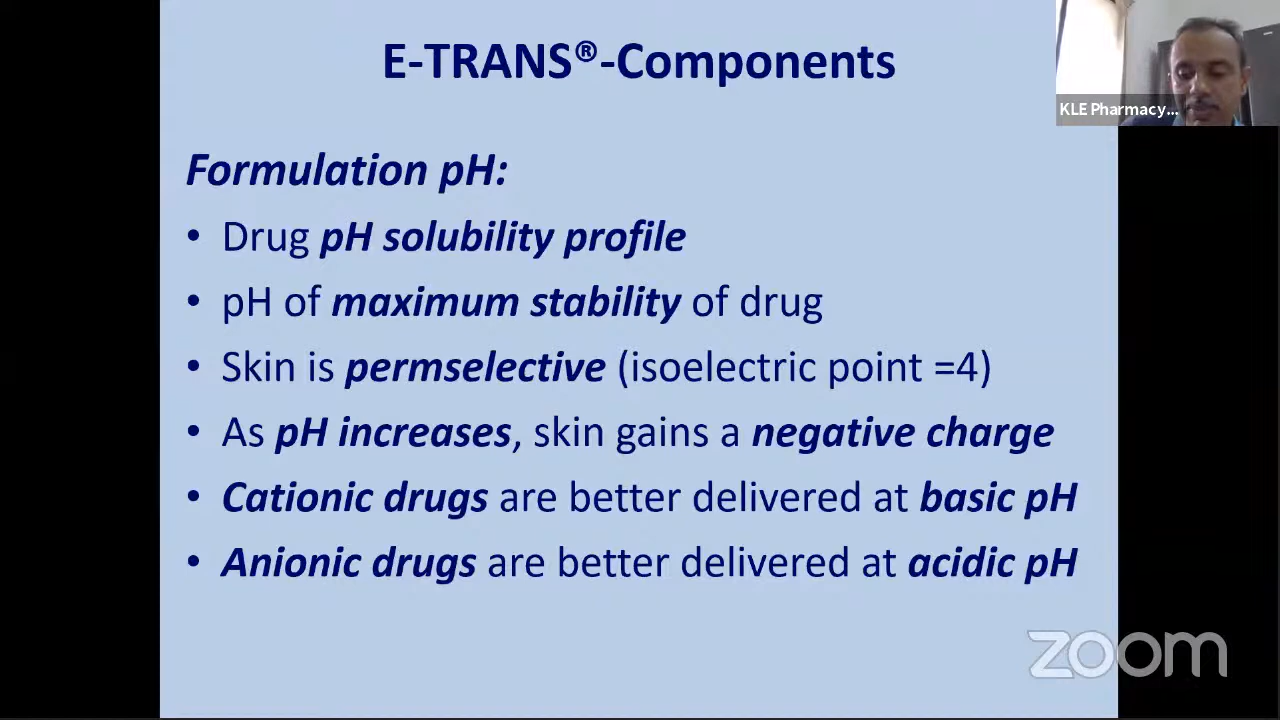 E-TRANS®-Components
KLE Pharmacy...
Formulation pH:
• Drug pH solubility profile
• pH of maximum stability of drug
• Skin is permselective (isoelectric point =4)
• As pH increases, skin gains a negative charge
• Cationic drugs are better delivered at basic pH
• Anionic drugs are better delivered at acidic pH
zoom